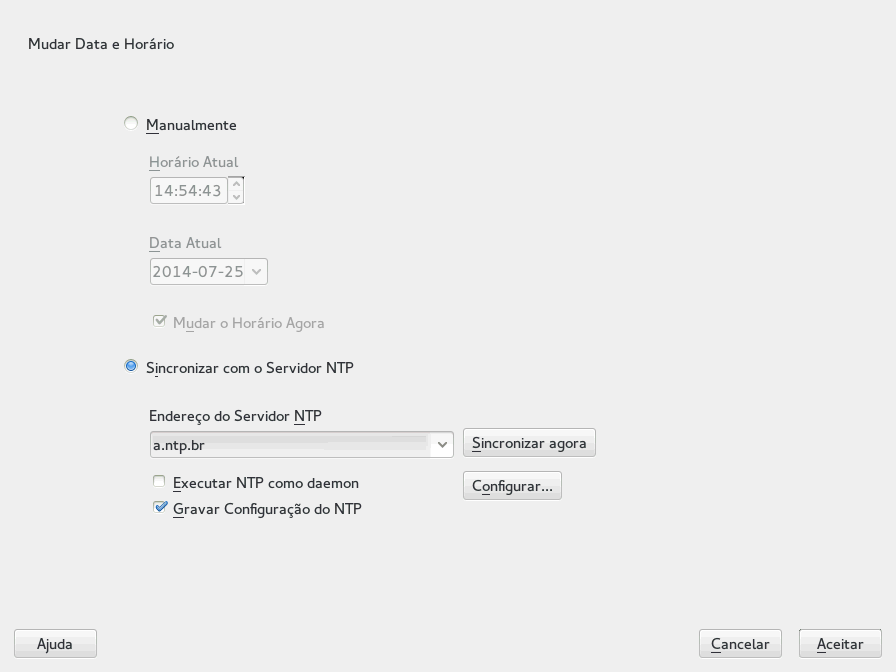 Mudar Data e Horário
Manualmente
Horário Atual
14:54:43
Data Atual
2014-07-25
Mudar o Horário Agora
Sincronizar com o Servidor NTP
Endereço do Servidor NTP
a.ntp.br
Sincronizar agora
Executar NTP como daemon
Configurar...
Gravar Configuração do NTP
Ajuda
Cancelar
Aceitar